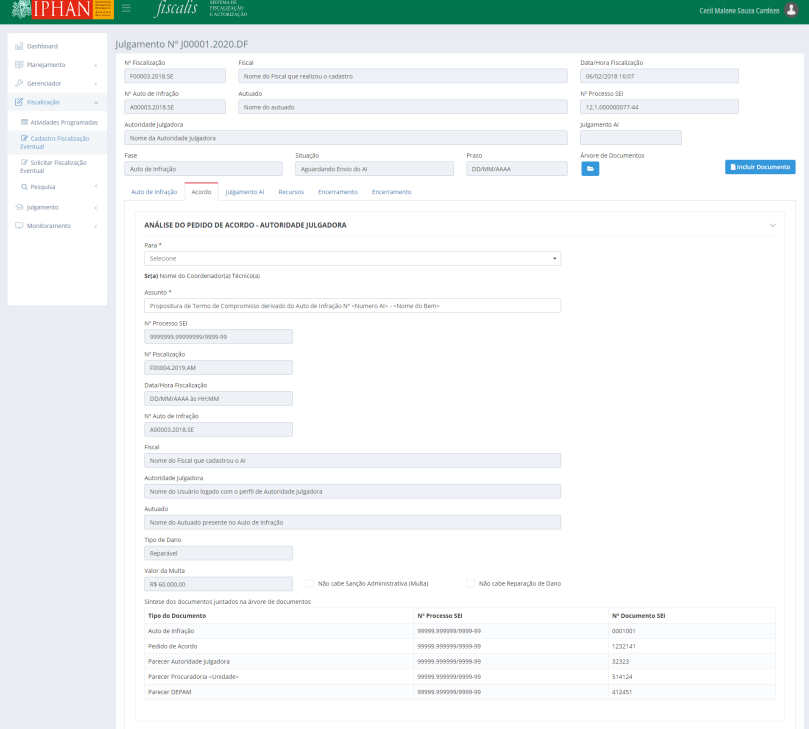 IPHAN
fiscalis
SISTEMA DE
FISCALIZAÇÃO
E AUTORIZAÇÃO
Cecil Malone Souza Cardozo
Dashboard
Planejamento
Gerenciador
Fiscalização
Atividades Programadas
Cadastro Fiscalização
Eventual
Solicitar Fiscalização
Eventual
Pesquisa
Julgamento
Monitoramento
Julgamento Nº J00001.2020.DF
Nº Fiscalização Fiscal Data/Hora Fiscalização
F00003.2018.SE Nome do Fiscal que realizou o cadastro 06/02/2018 16:07
Nº Auto de Infração Autuado Nº Processo SEI
A00003.2018.SE Nome do autuado 12.1.000000077-44
Autoridade Julgadora Julgamento AI
Nome da Autoridade Julgadora
Fase Situação Prazo Árvore de Documentos
Auto de Infração Aguardando Envio do AI DD/MM/AAAA Incluir Documento
Auto de Infração Acordo Julgamento AI Recursos Encerramento Encerramento
ANÁLISE DO PEDIDO DE ACORDO - AUTORIDADE JULGADORA
Para *
Selecione
Sr(a) Nome do Coordenador(a) Técnico(a)
Assunto *
Propositura de Termo de Compromisso derivado do Auto de Infração Nº <Numero AI> - <Nome do Bem>
Nº Processo SEI
9999999.99999999/9999-99
Nº Fiscalização
F00004.2019.AM
Data/Hora Fiscalização
DD/MM/AAAA às HH:MM
Nº Auto de Infração
A00003.2018.SE
Fiscal
Nome do Fiscal que cadastrou o AI
Autoridade Julgadora
Nome do Usuário logado com o perfil de Autoridade Julgadora
Autuado
Nome do Autuado presente no Auto de Infração
Tipo de Dano
Reparável
Valor da Multa
R$ 60.000,00 Não cabe Sanção Administrativa (Multa) Não cabe Reparação de Dano
Síntese dos documentos juntados na árvore de documentos
Tipo do Documento Nº Processo SEI Nº Documento SEI
Auto de Infração 99999.999999/9999-99 0001001
Pedido de Acordo 99999.999999/9999-99 1232141
Parecer Autoridade Julgadora 99999.999999/9999-99 32323
Parecer Procuradoria <Unidade> 99999.999999/9999-99 514124
Parecer DEPAM 99999.999999/9999-99 412451